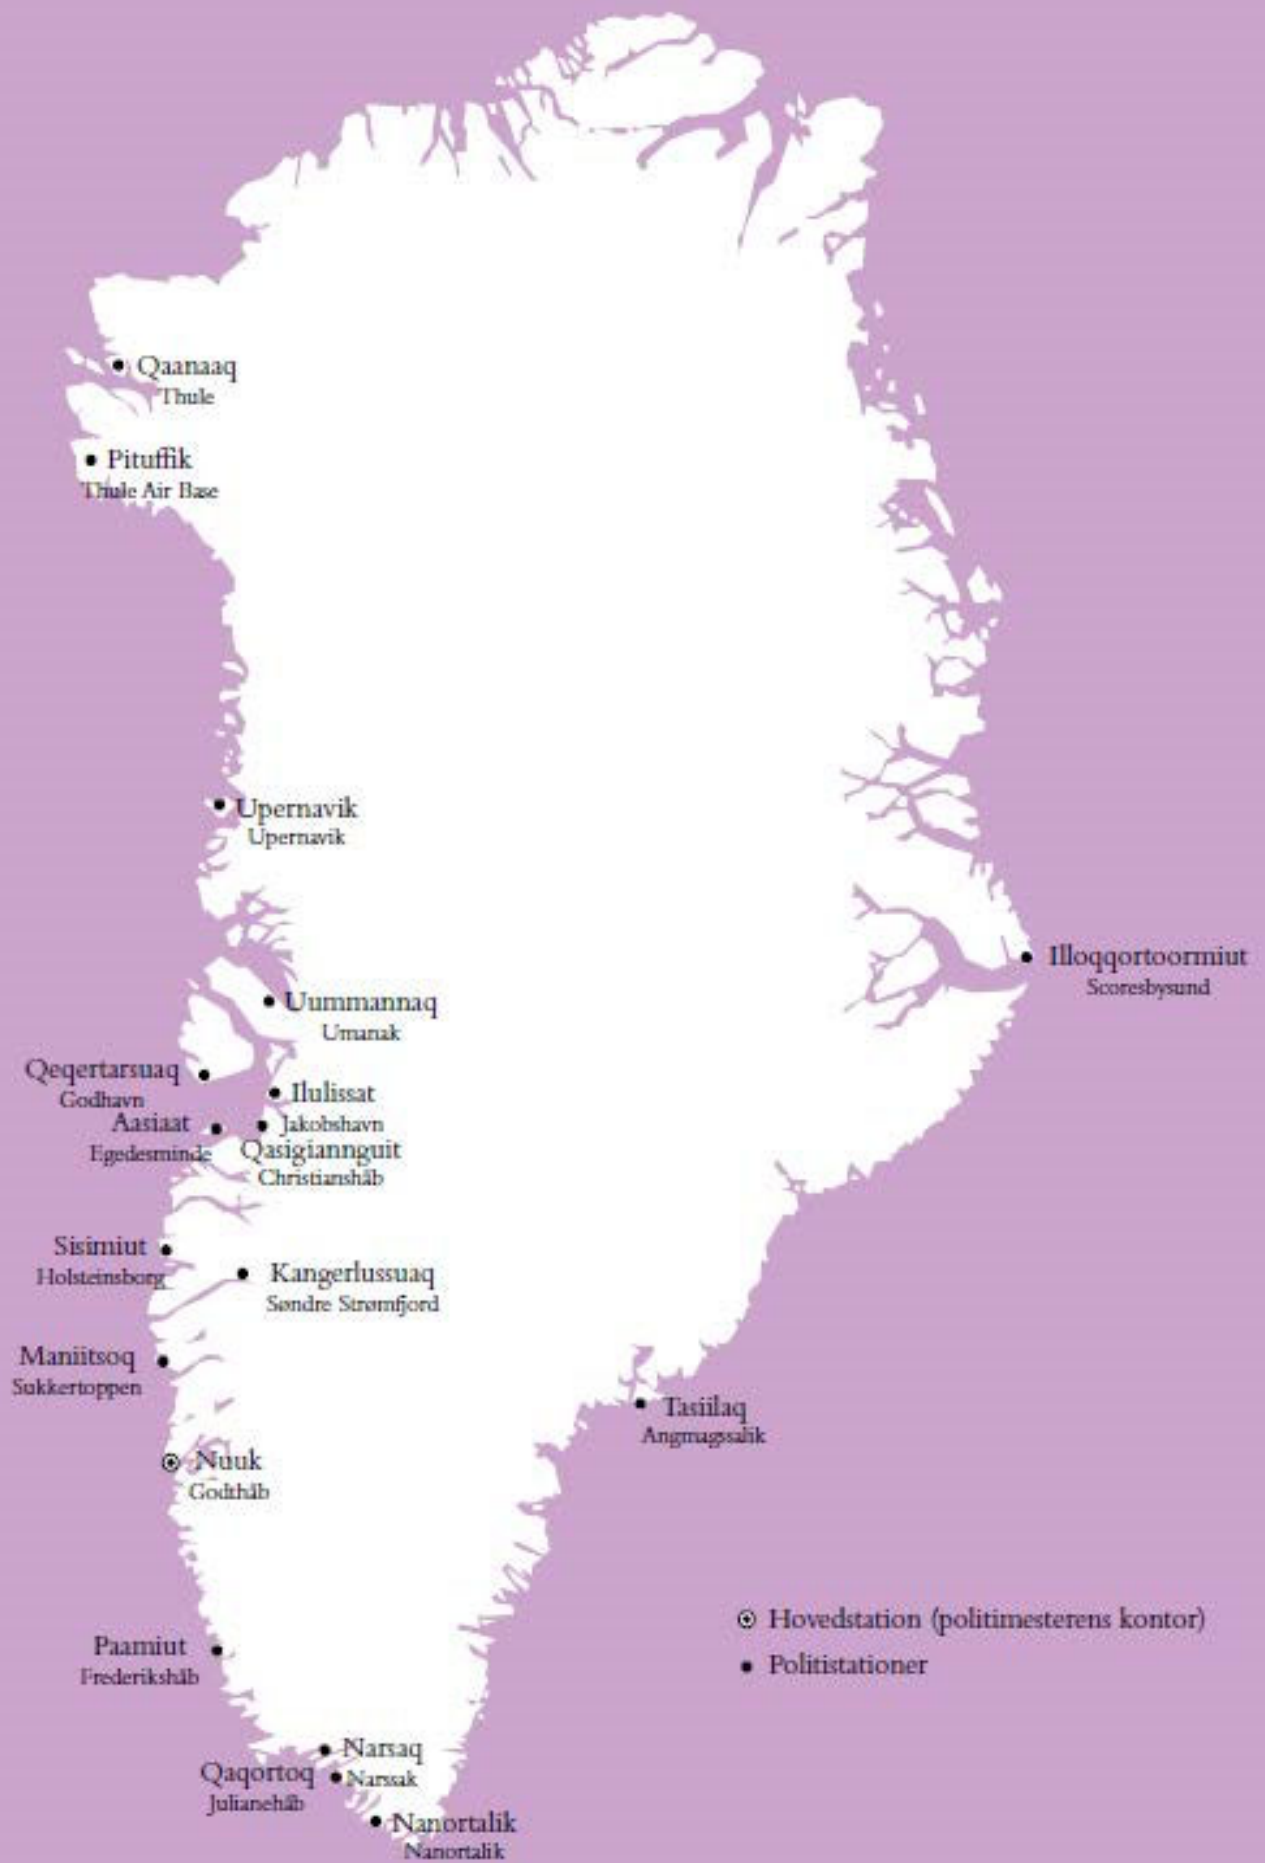 Qaanaaq
Thule
Pituffik
Thule Air Base
Upernavik
Upernavik
Illoqqortoormiut
Scoresbysund
Uummannaq
Umanak
Qeqertarsuaq
Godhavn
Ilulissat
Jakobshavn
Aasiaat
Egedesminde
Qasigiannguit
Christianshåb
Sisimiut
Holsteinsborg
Kangerlussuaq
Søndre Strømfjord
Maniitsoq
Sukkertoppen
Tasiilaq
Angmagssalik
Nuuk
Godthåb
Hovedstation (politimesterens kontor)
Politistationer
Paamiut
Frederikshåb
Narsaq
Narssak
Qaqortoq
Julianehåb
Nanortalik
Nanortalik